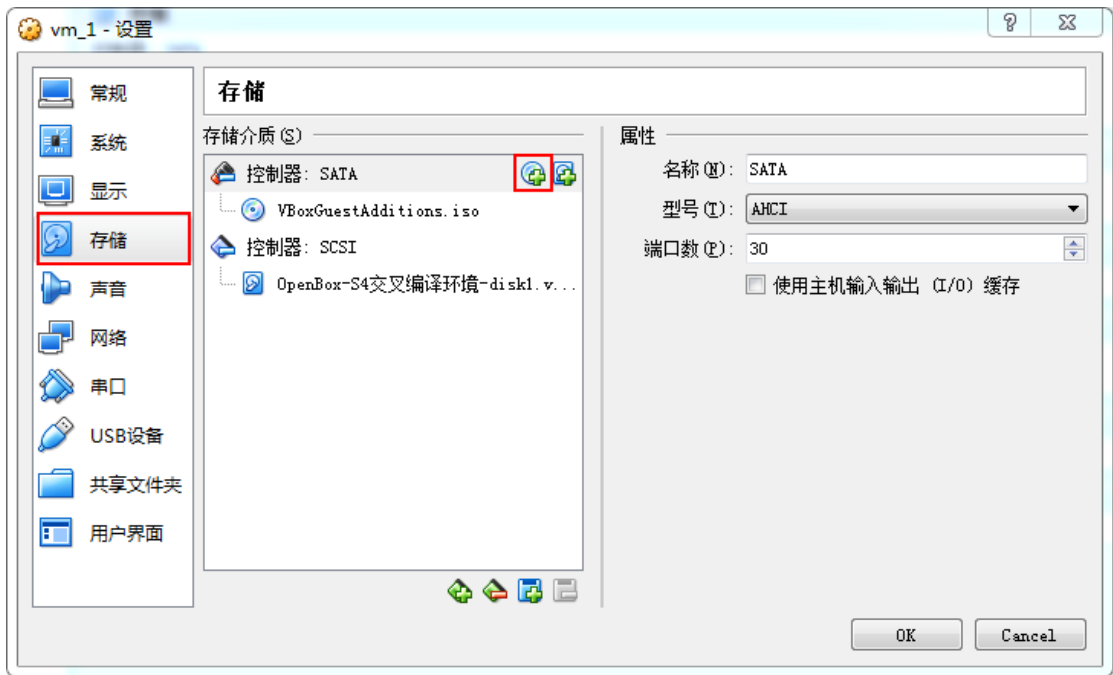 vm_1 - 设置
常规
系统
显示
存储
声音
网络
串口
USB设备
共享文件夹
用户界面
存储
存储介质(S)
控制器: SATA
VBoxGuestAdditions.iso
控制器: SCSI
OpenBox-S4交叉编译环境-disk1.v...
属性
名称(N): SATA
型号(T): AHCI
端口数(P): 30
使用主机输入输出 (I/O) 缓存
OK
Cancel